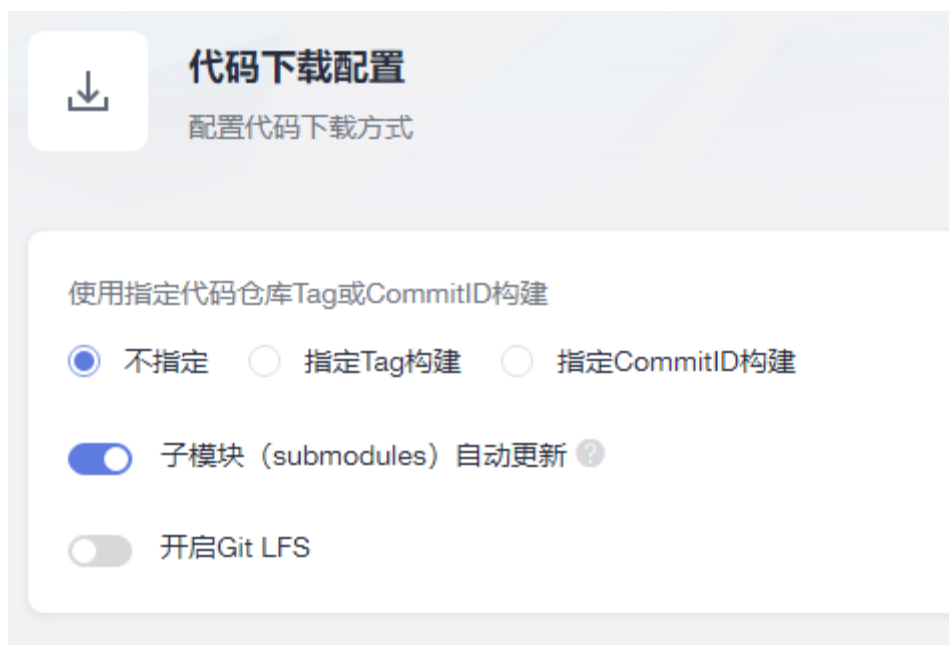 代码下载配置
配置代码下载方式
使用指定代码仓库Tag或CommitID构建
不指定 指定Tag构建 指定CommitID构建
子模块（submodules）自动更新 ?
开启Git LFS